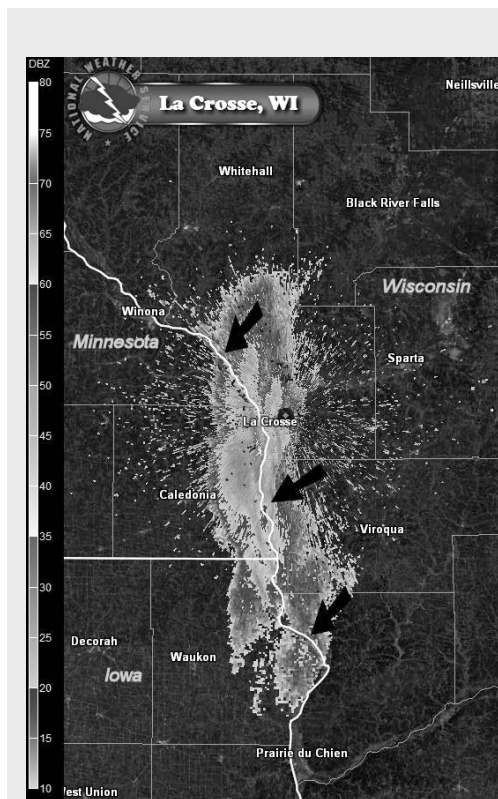 DBZ
80
75
70
65
60
55
50
45
40
35
30
25
20
15
10
NATIONAL WEATHER SERVICE
La Crosse, WI
Neillsville
Whitehall
Black River Falls
Wisconsin
Winona
Minnesota
Sparta
La Crosse
Caledonia
Viroqua
Decorah
Waukon
Iowa
Prairie du Chien
West Union